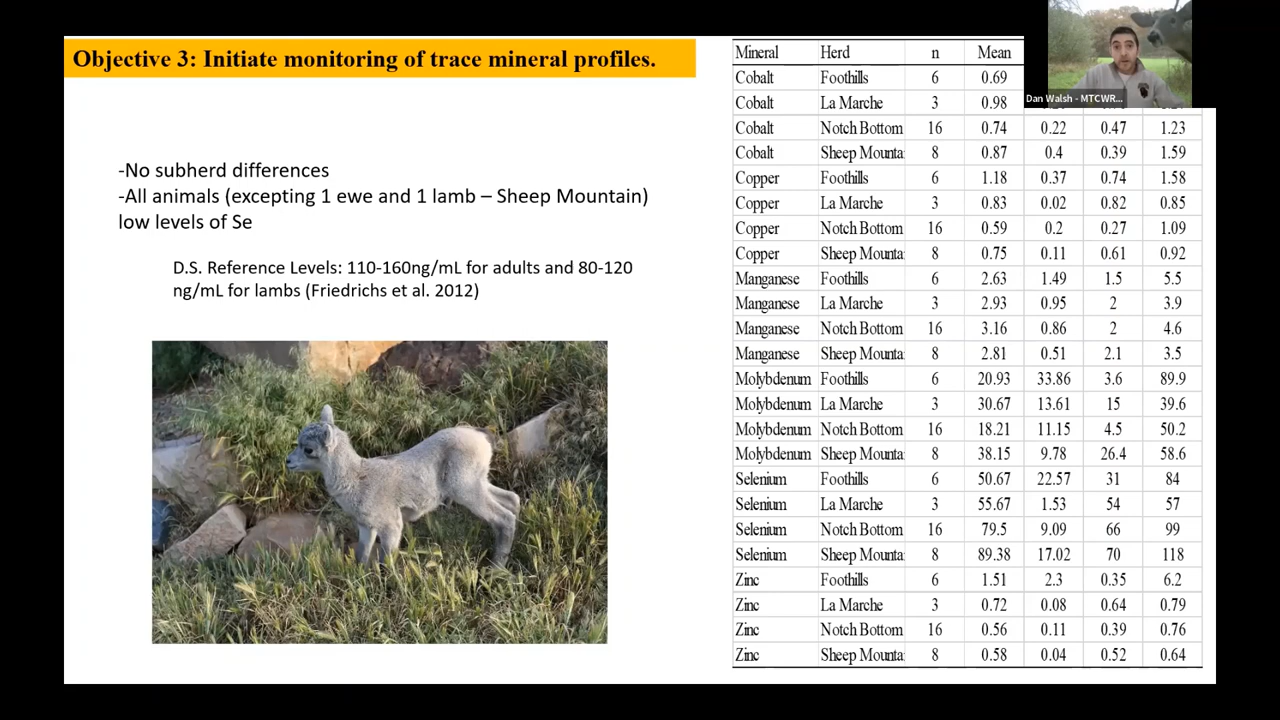 Objective 3: Initiate monitoring of trace mineral profiles.
-No subherd differences
-All animals (excepting 1 ewe and 1 lamb – Sheep Mountain)
low levels of Se
D.S. Reference Levels: 110-160ng/mL for adults and 80-120
ng/mL for lambs (Friedrichs et al. 2012)
Mineral Herd n Mean
Cobalt Foothills 6 0.69
Cobalt La Marche 3 0.98
Cobalt Notch Bottom 16 0.74 0.22 0.47 1.23
Cobalt Sheep Mounta 8 0.87 0.4 0.39 1.59
Copper Foothills 6 1.18 0.37 0.74 1.58
Copper La Marche 3 0.83 0.02 0.82 0.85
Copper Notch Bottom 16 0.59 0.2 0.27 1.09
Copper Sheep Mounta 8 0.75 0.11 0.61 0.92
Manganese Foothills 6 2.63 1.49 1.5 5.5
Manganese La Marche 3 2.93 0.95 2 3.9
Manganese Notch Bottom 16 3.16 0.86 2 4.6
Manganese Sheep Mounta 8 2.81 0.51 2.1 3.5
Molybdenum Foothills 6 20.93 33.86 3.6 89.9
Molybdenum La Marche 3 30.67 13.61 15 39.6
Molybdenum Notch Bottom 16 18.21 11.15 4.5 50.2
Molybdenum Sheep Mounta 8 38.15 9.78 26.4 58.6
Selenium Foothills 6 50.67 22.57 31 84
Selenium La Marche 3 55.67 1.53 54 57
Selenium Notch Bottom 16 79.5 9.09 66 99
Selenium Sheep Mounta 8 89.38 17.02 70 118
Zinc Foothills 6 1.51 2.3 0.35 6.2
Zinc La Marche 3 0.72 0.08 0.64 0.79
Zinc Notch Bottom 16 0.56 0.11 0.39 0.76
Zinc Sheep Mounta 8 0.58 0.04 0.52 0.64
Dan Walsh - MTCWR...